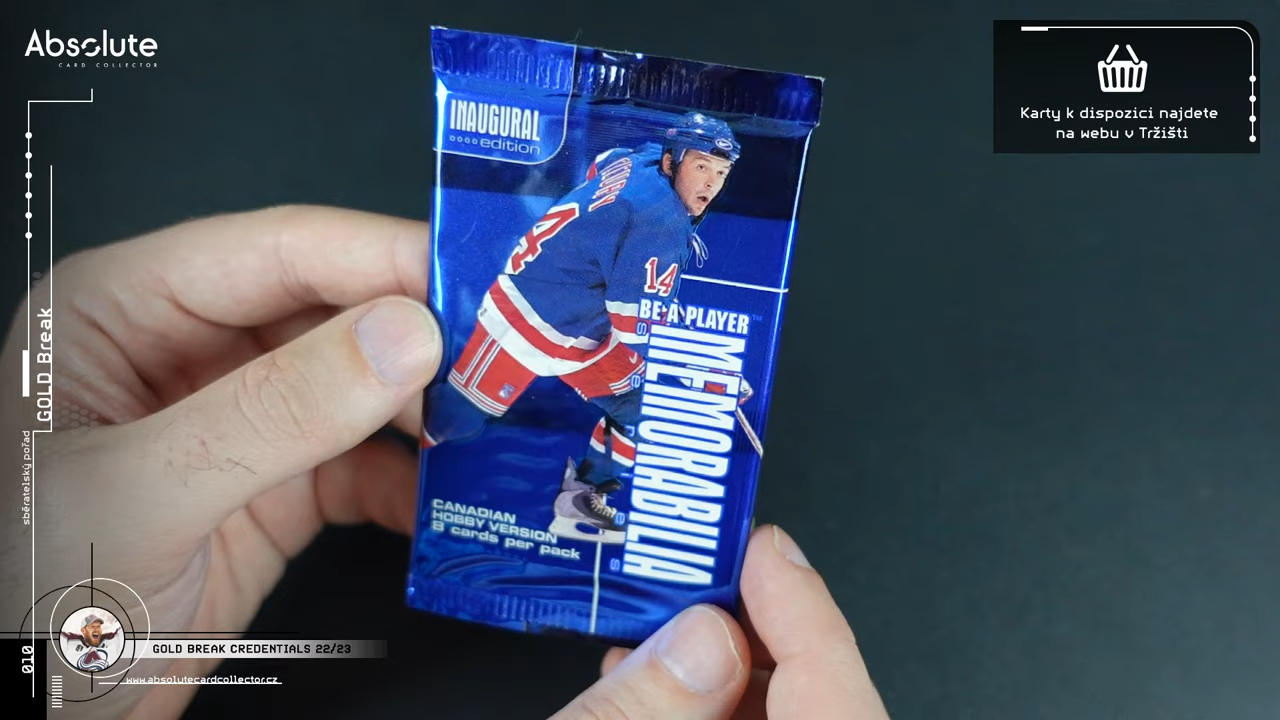 Absolute
CARD COLLECTOR
Karty k dispozici najdete
na webu v Tržišti
INAUGURAL
edition
14
BE A PLAYER
MEMORABILIA
series
CANADIAN
HOBBY VERSION
8 cards per pack
GOLD Break
sběratelský pořad
010
GOLD BREAK CREDENTIALS 22/23
www.absolutecardcollector.cz